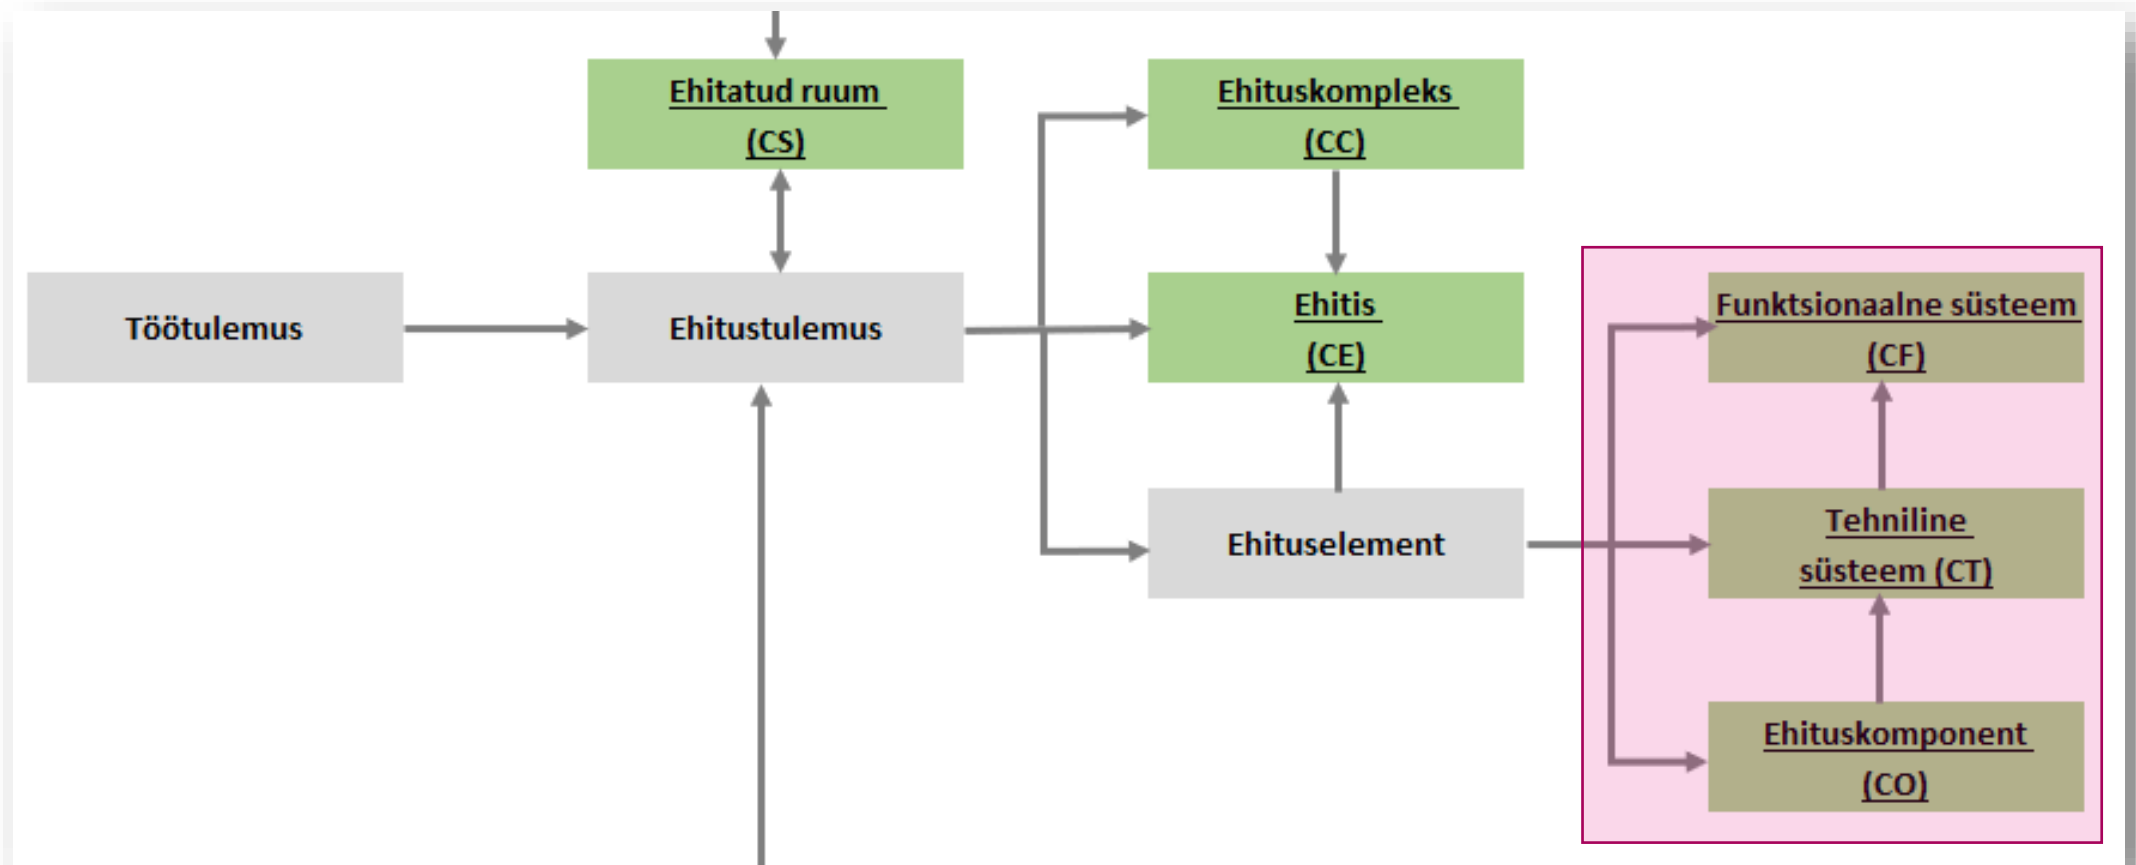 Ehitatud ruum
(CS)
Ehituskompleks
(CC)
Töötulemus
Ehitustulemus
Ehitis
(CE)
Funktsionaalne süsteem
(CF)
Ehituselement
Tehniline
süsteem (CT)
Ehituskomponent
(CO)